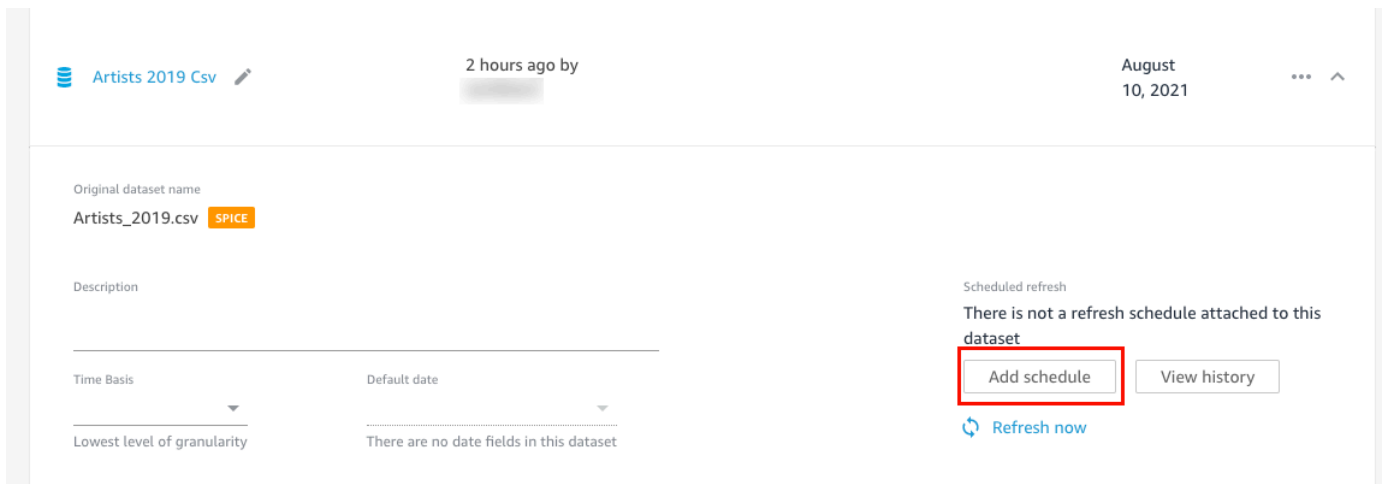 Artists 2019 Csv
2 hours ago by
August
10, 2021
Original dataset name
Artists_2019.csv SPICE
Description
Scheduled refresh
There is not a refresh schedule attached to this
dataset
Add schedule View history
Time Basis
Default date
Lowest level of granularity
There are no date fields in this dataset
Refresh now